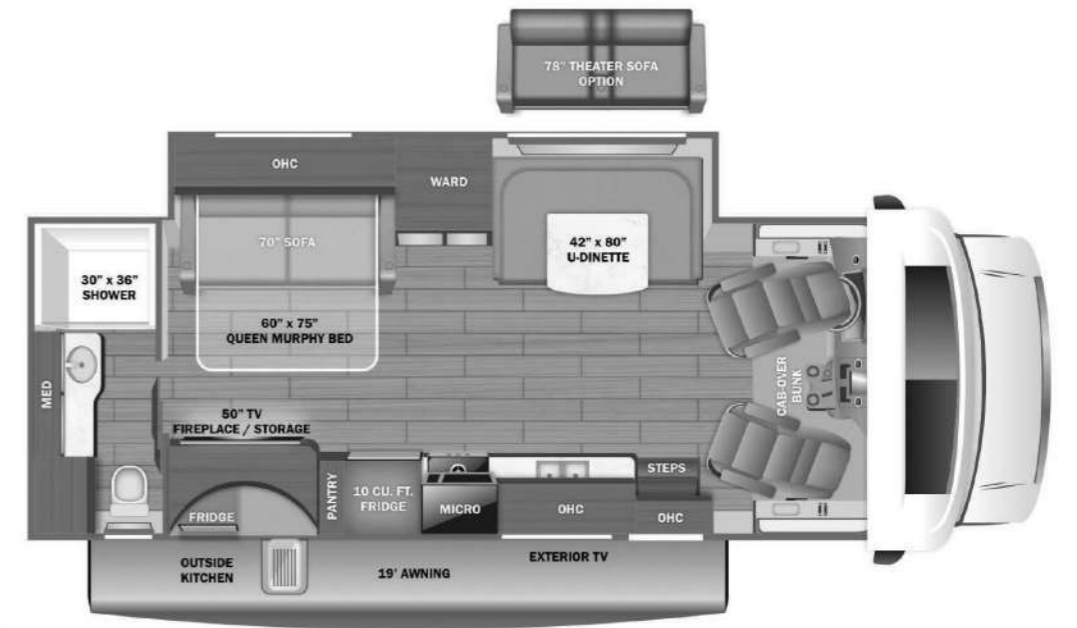 78" THEATER SOFA
OPTION
OHC
WARD
70" SOFA
42" x 80"
U-DINETTE
30" x 36"
SHOWER
60" x 75"
QUEEN MURPHY BED
MED
CAB-OVER
BUNK
50" TV
FIREPLACE / STORAGE
STEPS
PANTRY
10 CU. FT.
FRIDGE
MICRO
OHC
OHC
FRIDGE
OUTSIDE
KITCHEN
19' AWNING
EXTERIOR TV